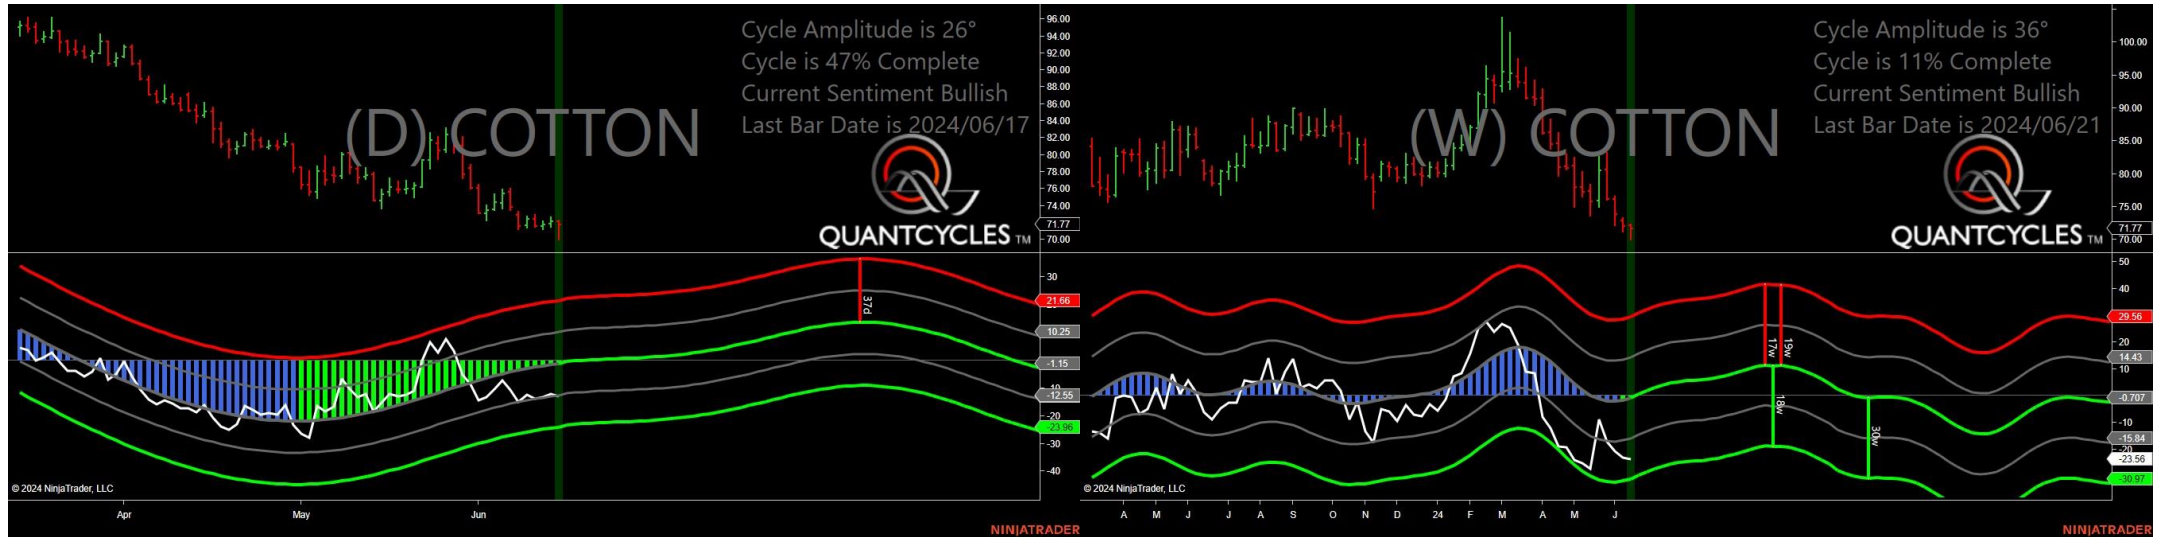 Cycle Amplitude is 26°
Cycle is 47% Complete
Current Sentiment Bullish
Last Bar Date is 2024/06/17
(D) COTTON
QUANTCYCLES TM
96.00
94.00
92.00
90.00
88.00
86.00
84.00
82.00
80.00
78.00
76.00
74.00
71.77
70.00
30
21.66
10.25
-1.15
-12.55
-20
-23.96
-30
-40
37d
© 2024 NinjaTrader, LLC
Apr May Jun
NINJATRADER
Cycle Amplitude is 36°
Cycle is 11% Complete
Current Sentiment Bullish
Last Bar Date is 2024/06/21
(W) COTTON
QUANTCYCLES TM
100.00
95.00
90.00
85.00
80.00
75.00
71.77
70.00
50
40
29.56
20
14.43
10
-0.707
-10
-15.84
-20
-23.56
-30.97
17w
19w
18w
30w
© 2024 NinjaTrader, LLC
A M J J A S O N D 24 F M A M J
NINJATRADER